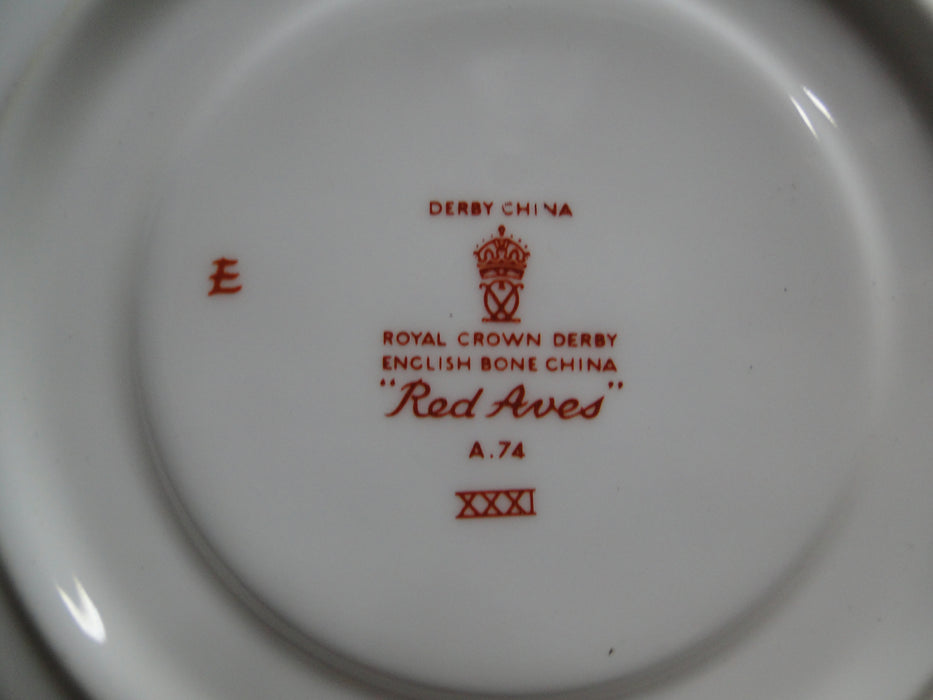 DERBY CHINA
E
ROYAL CROWN DERBY
ENGLISH BONE CHINA
"Red Aves"
A.74
XXXI